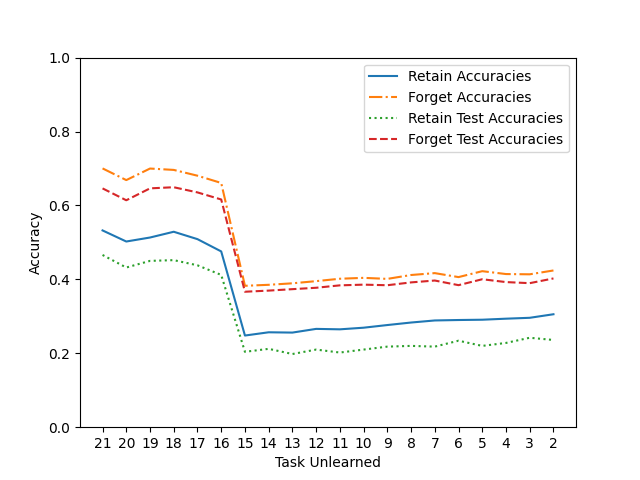 1.0
0.8
0.6
0.4
0.2
0.0
Accuracy
Retain Accuracies
Forget Accuracies
Retain Test Accuracies
Forget Test Accuracies
21 20 19 18 17 16 15 14 13 12 11 10 9 8 7 6 5 4 3 2
Task Unlearned